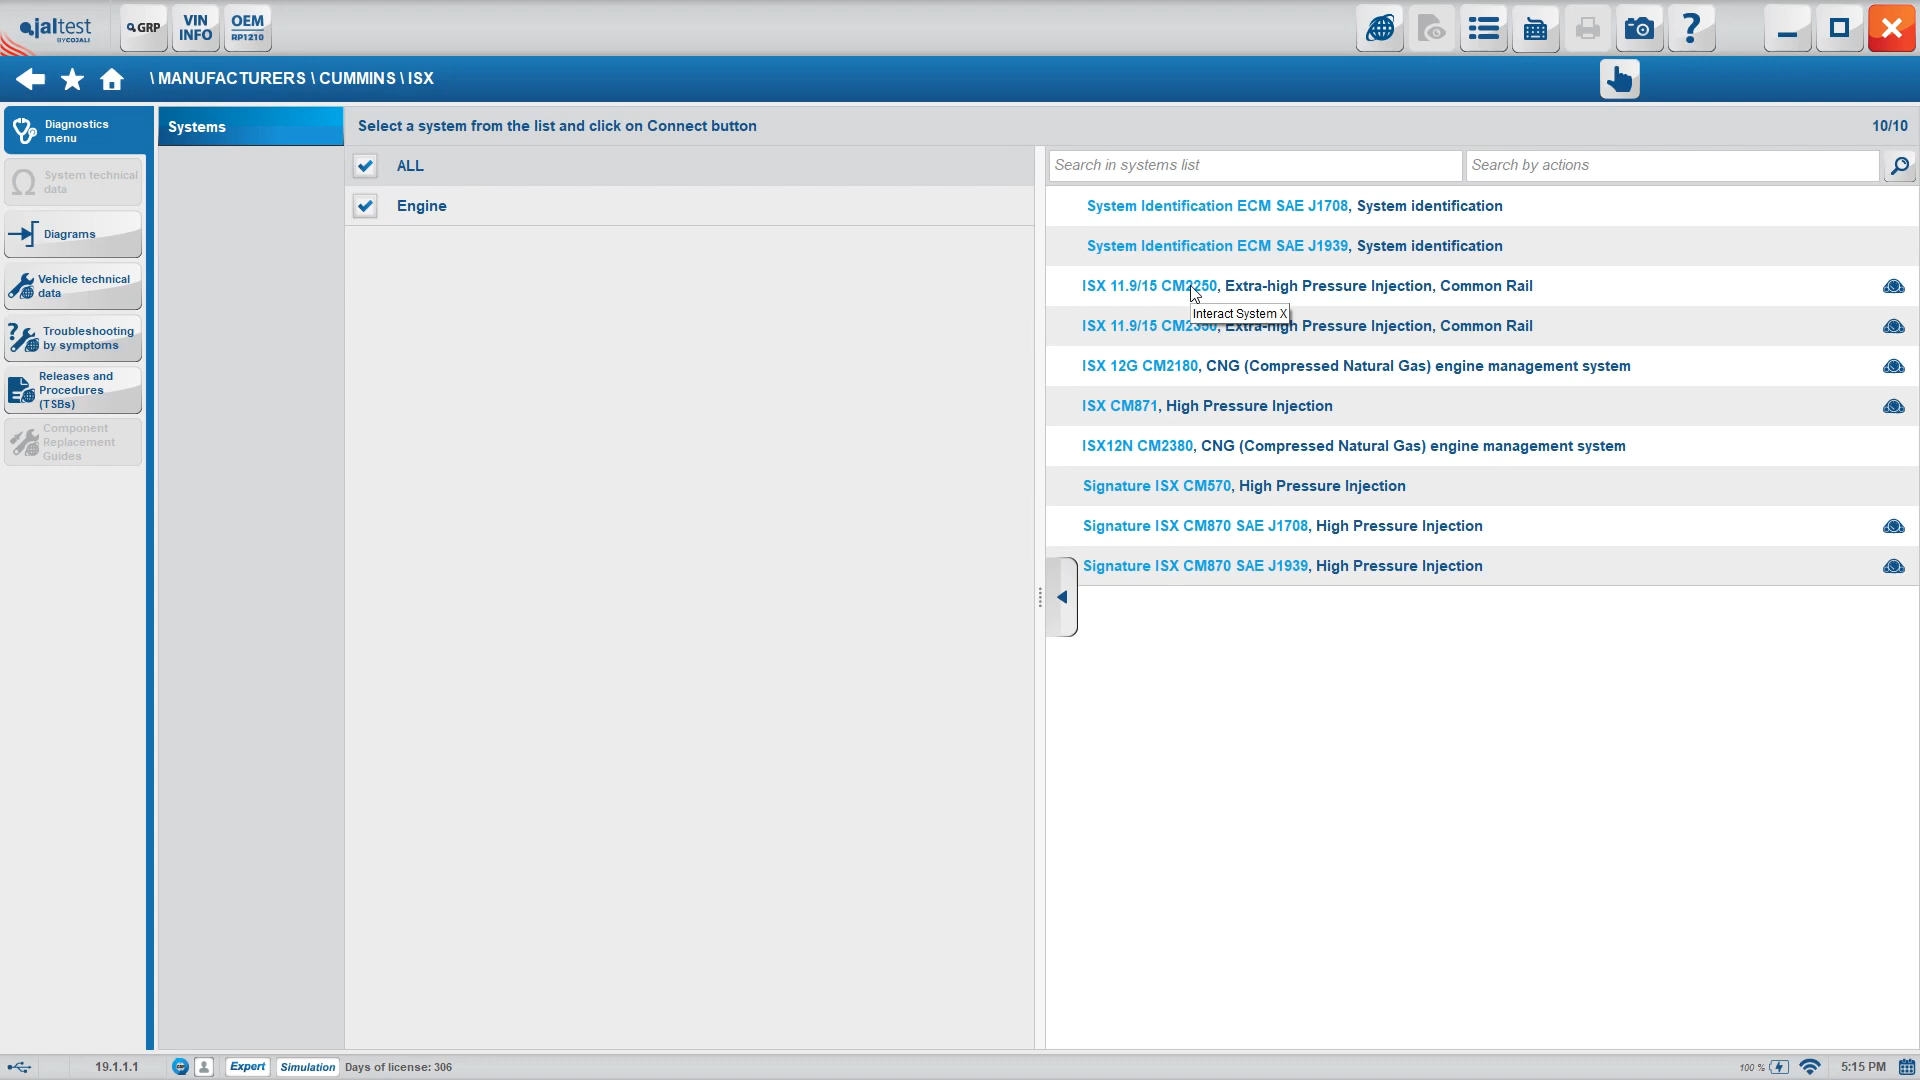 jaltest
BY COJALI
GRP
VIN
INFO
OEM
RP1210
?
\ MANUFACTURERS \ CUMMINS \ ISX
Diagnostics
menu
System technical
data
Diagrams
Vehicle technical
data
Troubleshooting
by symptoms
Releases and
Procedures
(TSBs)
Component
Replacement
Guides
Systems
Select a system from the list and click on Connect button
10/10
ALL
Engine
Search in systems list
Search by actions
System Identification ECM SAE J1708, System identification
System Identification ECM SAE J1939, System identification
ISX 11.9/15 CM2250, Extra-high Pressure Injection, Common Rail
Interact System X
ISX 11.9/15 CM2350, Extra-high Pressure Injection, Common Rail
ISX 12G CM2180, CNG (Compressed Natural Gas) engine management system
ISX CM871, High Pressure Injection
ISX12N CM2380, CNG (Compressed Natural Gas) engine management system
Signature ISX CM570, High Pressure Injection
Signature ISX CM870 SAE J1708, High Pressure Injection
Signature ISX CM870 SAE J1939, High Pressure Injection
19.1.1.1
Expert
Simulation
Days of license: 306
100 %
5:15 PM